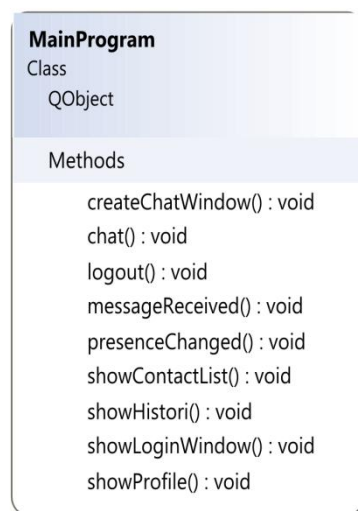 MainProgram
Class
QObject
Methods
createChatWindow() : void
chat() : void
logout() : void
messageReceived() : void
presenceChanged() : void
showContactList() : void
showHistori() : void
showLoginWindow() : void
showProfile() : void